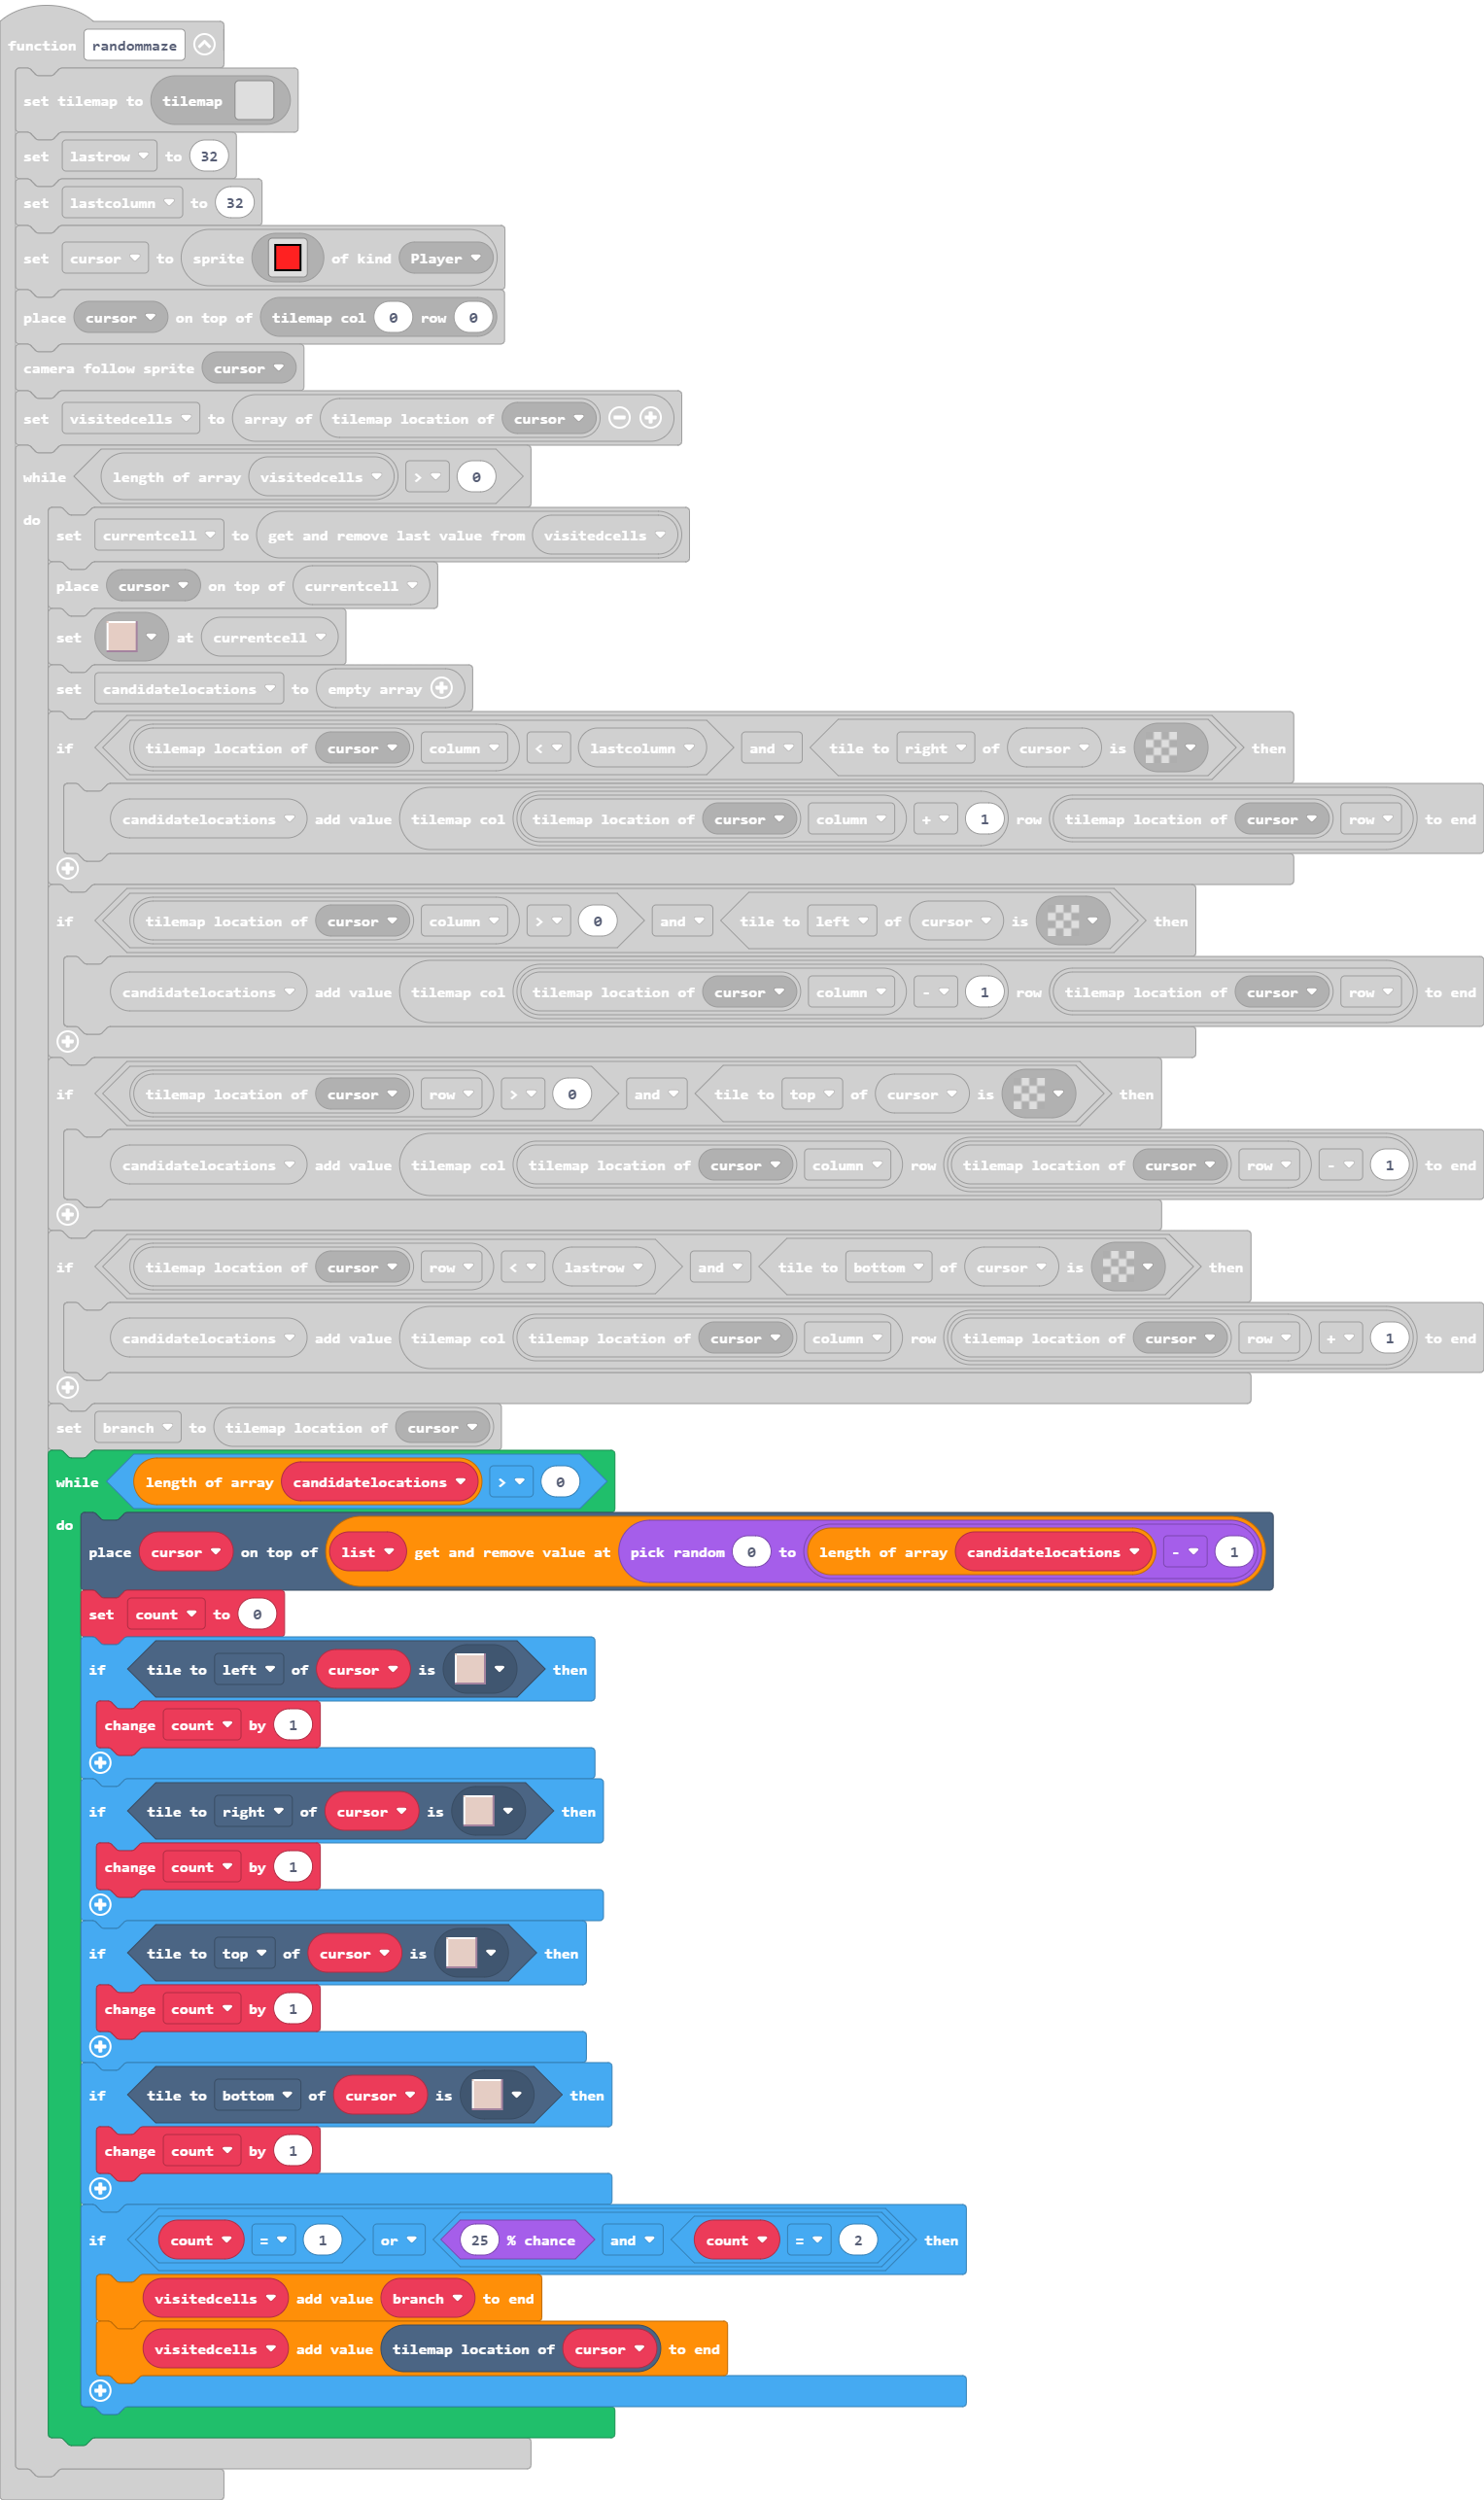 function randommaze
set tilemap to tilemap
set lastrow to 32
set lastcolumn to 32
set cursor to sprite of kind Player
place cursor on top of tilemap col 0 row 0
camera follow sprite cursor
set visitedcells to array of tilemap location of cursor
while length of array visitedcells > 0
do
set currentcell to get and remove last value from visitedcells
place cursor on top of currentcell
set at currentcell
set candidatelocations to empty array
if tilemap location of cursor column < lastcolumn and tile to right of cursor is then
candidatelocations add value tilemap col tilemap location of cursor column + 1 row tilemap location of cursor row to end
if tilemap location of cursor column > 0 and tile to left of cursor is then
candidatelocations add value tilemap col tilemap location of cursor column - 1 row tilemap location of cursor row to end
if tilemap location of cursor row > 0 and tile to top of cursor is then
candidatelocations add value tilemap col tilemap location of cursor column row tilemap location of cursor row - 1 to end
if tilemap location of cursor row < lastrow and tile to bottom of cursor is then
candidatelocations add value tilemap col tilemap location of cursor column row tilemap location of cursor row + 1 to end
set branch to tilemap location of cursor
while length of array candidatelocations > 0
do
place cursor on top of list get and remove value at pick random 0 to length of array candidatelocations - 1
set count to 0
if tile to left of cursor is then
change count by 1
if tile to right of cursor is then
change count by 1
if tile to top of cursor is then
change count by 1
if tile to bottom of cursor is then
change count by 1
if count = 1 or 25 % chance and count = 2 then
visitedcells add value branch to end
visitedcells add value tilemap location of cursor to end